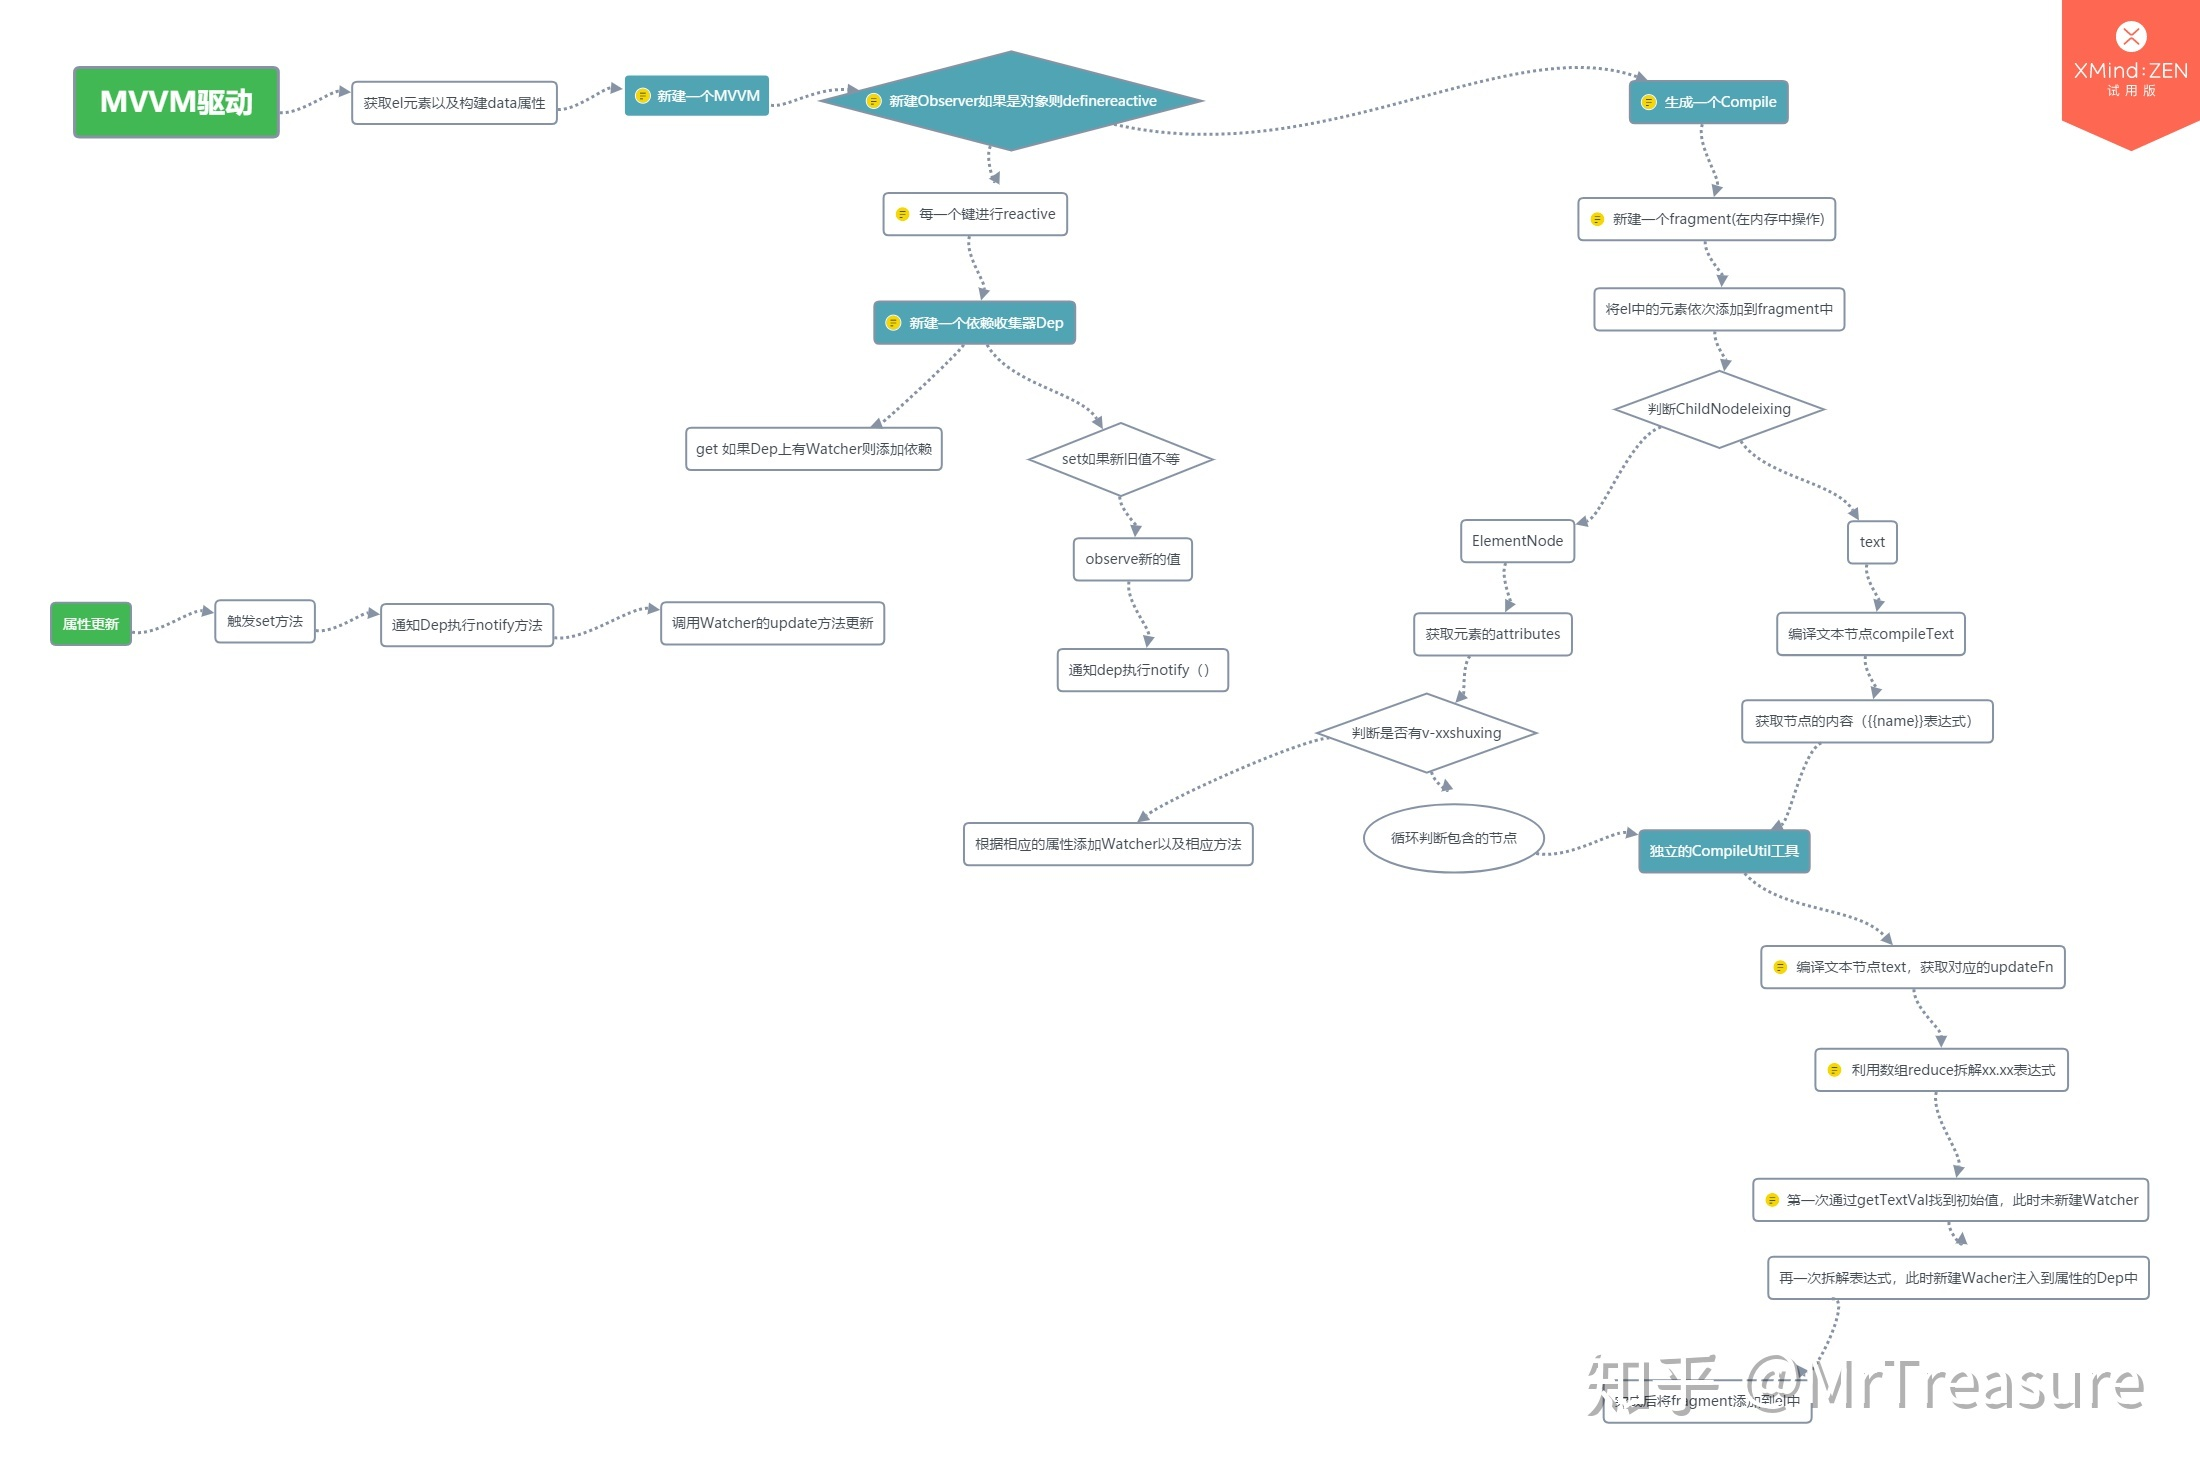 MVVM驱动
获取el元素以及构建data属性
新建一个MVVM
新建Observer如果是对象则definereactive
生成一个Compile
XMind:ZEN
试用版
每一个键进行reactive
新建一个依赖收集器Dep
get 如果Dep上有Watcher则添加依赖
set如果新旧值不等
observe新的值
通知dep执行notify（）
属性更新
触发set方法
通知Dep执行notify方法
调用Watcher的update方法更新
新建一个fragment(在内存中操作)
将el中的元素依次添加到fragment中
判断ChildNodeleixing
ElementNode
text
获取元素的attributes
编译文本节点compileText
判断是否有v-xxshuxing
获取节点的内容（{{name}}表达式）
根据相应的属性添加Watcher以及相应方法
循环判断包含的节点
独立的CompileUtil工具
编译文本节点text，获取对应的updateFn
利用数组reduce拆解xx.xx表达式
第一次通过getTextVal找到初始值，此时未新建Watcher
再一次拆解表达式，此时新建Wacher注入到属性的Dep中
后将fragment添加到el中
知乎 @MrTreasure